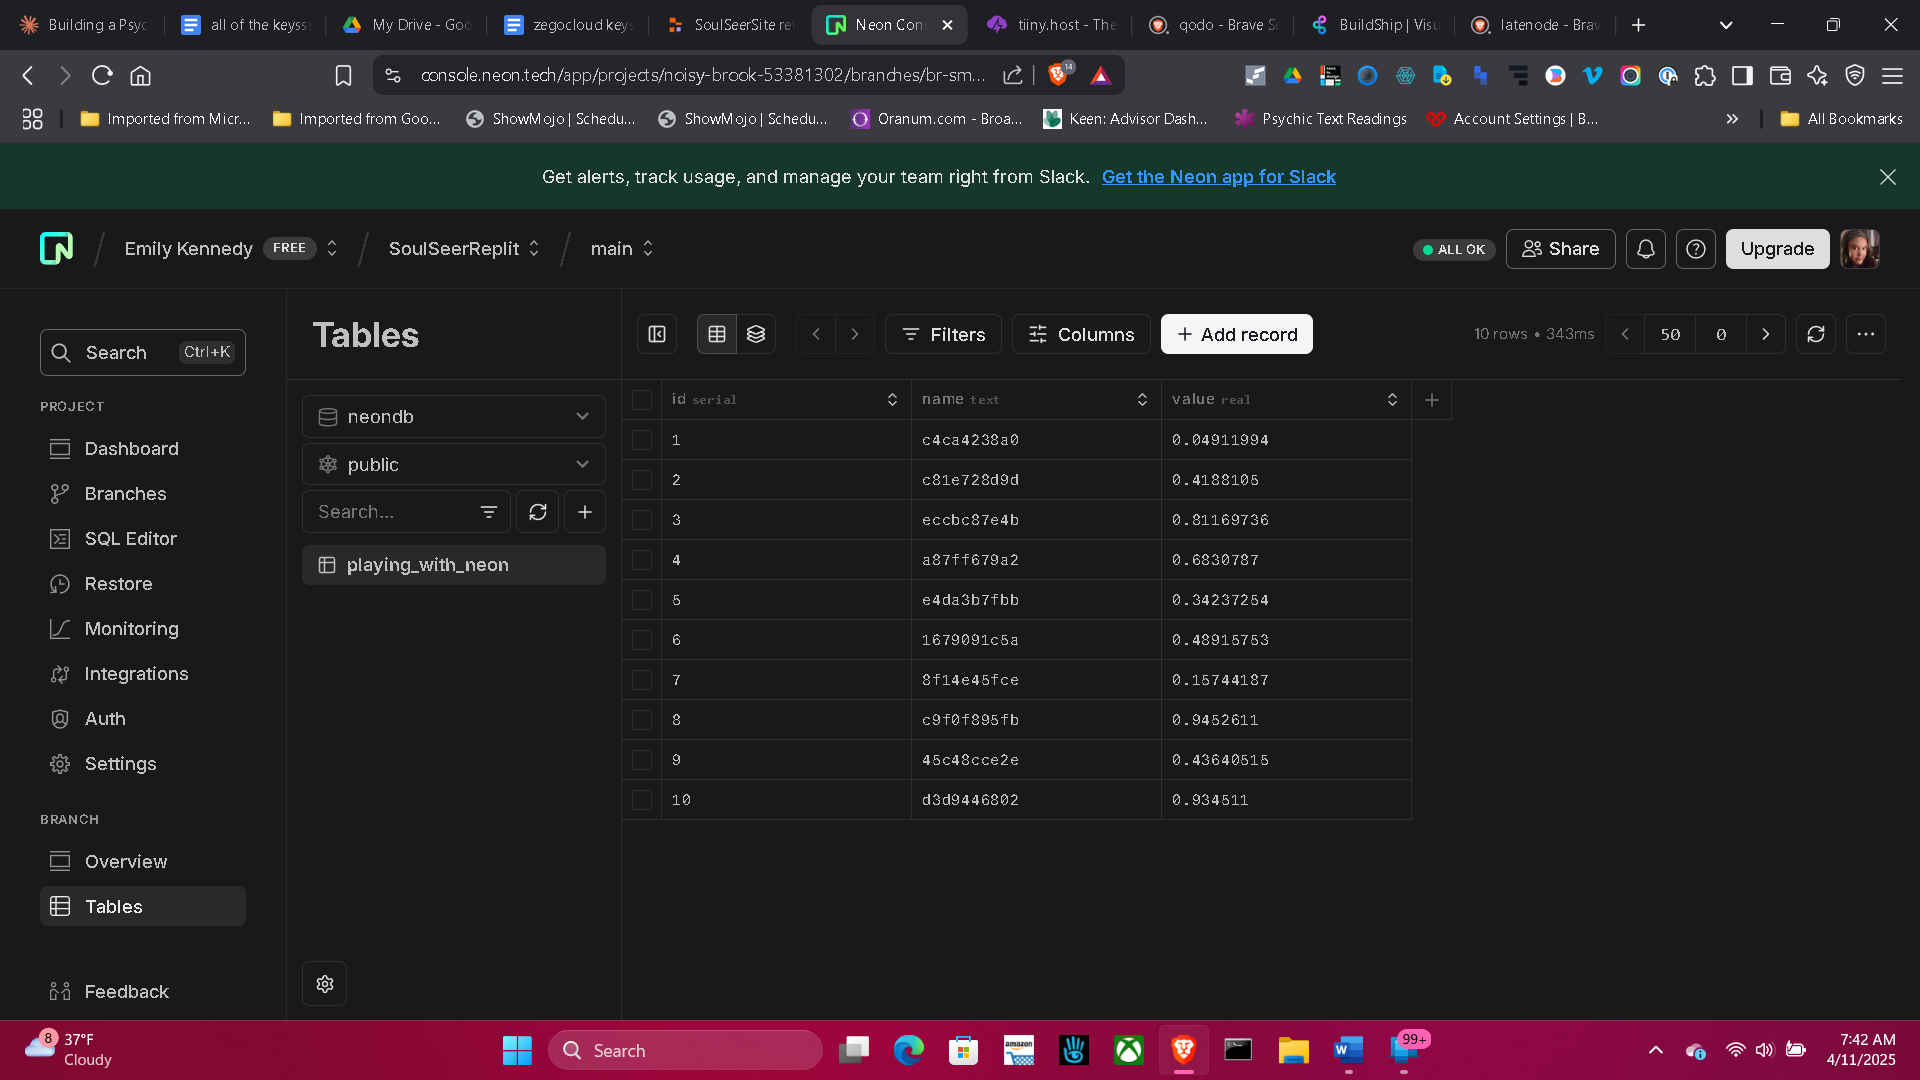 Building a Psyc
all of the keysss
My Drive - Goo
zegocloud keys
SoulSeerSite ret
Neon Con
tiiny.host - The
qodo - Brave Se
BuildShip | Visu
latenode - Brav
console.neon.tech/app/projects/noisy-brook-53381302/branches/br-sm...
14
Imported from Micr...
Imported from Goo...
ShowMojo | Schedu...
ShowMojo | Schedu...
Oranum.com - Broa...
Keen: Advisor Dash...
Psychic Text Readings
Account Settings | B...
All Bookmarks
Get alerts, track usage, and manage your team right from Slack. Get the Neon app for Slack
Emily Kennedy FREE
SoulSeerReplit
main
ALL OK
Share
Upgrade
Search Ctrl+K
PROJECT
Dashboard
Branches
SQL Editor
Restore
Monitoring
Integrations
Auth
Settings
BRANCH
Overview
Tables
Feedback
Tables
neondb
public
Search...
playing_with_neon
Filters
Columns
+ Add record
10 rows • 343ms
50
0
id serial name text value real
1 c4ca4238a0 0.04911994
2 c81e728d9d 0.4188105
3 eccbc87e4b 0.81169736
4 a87ff679a2 0.6830787
5 e4da3b7fbb 0.34237254
6 1679091c5a 0.48915753
7 8f14e45fce 0.15744187
8 c9f0f895fb 0.9452611
9 45c48cce2e 0.43640515
10 d3d9446802 0.934511
8
37°F
Cloudy
Search
amazon
99+
7:42 AM
4/11/2025